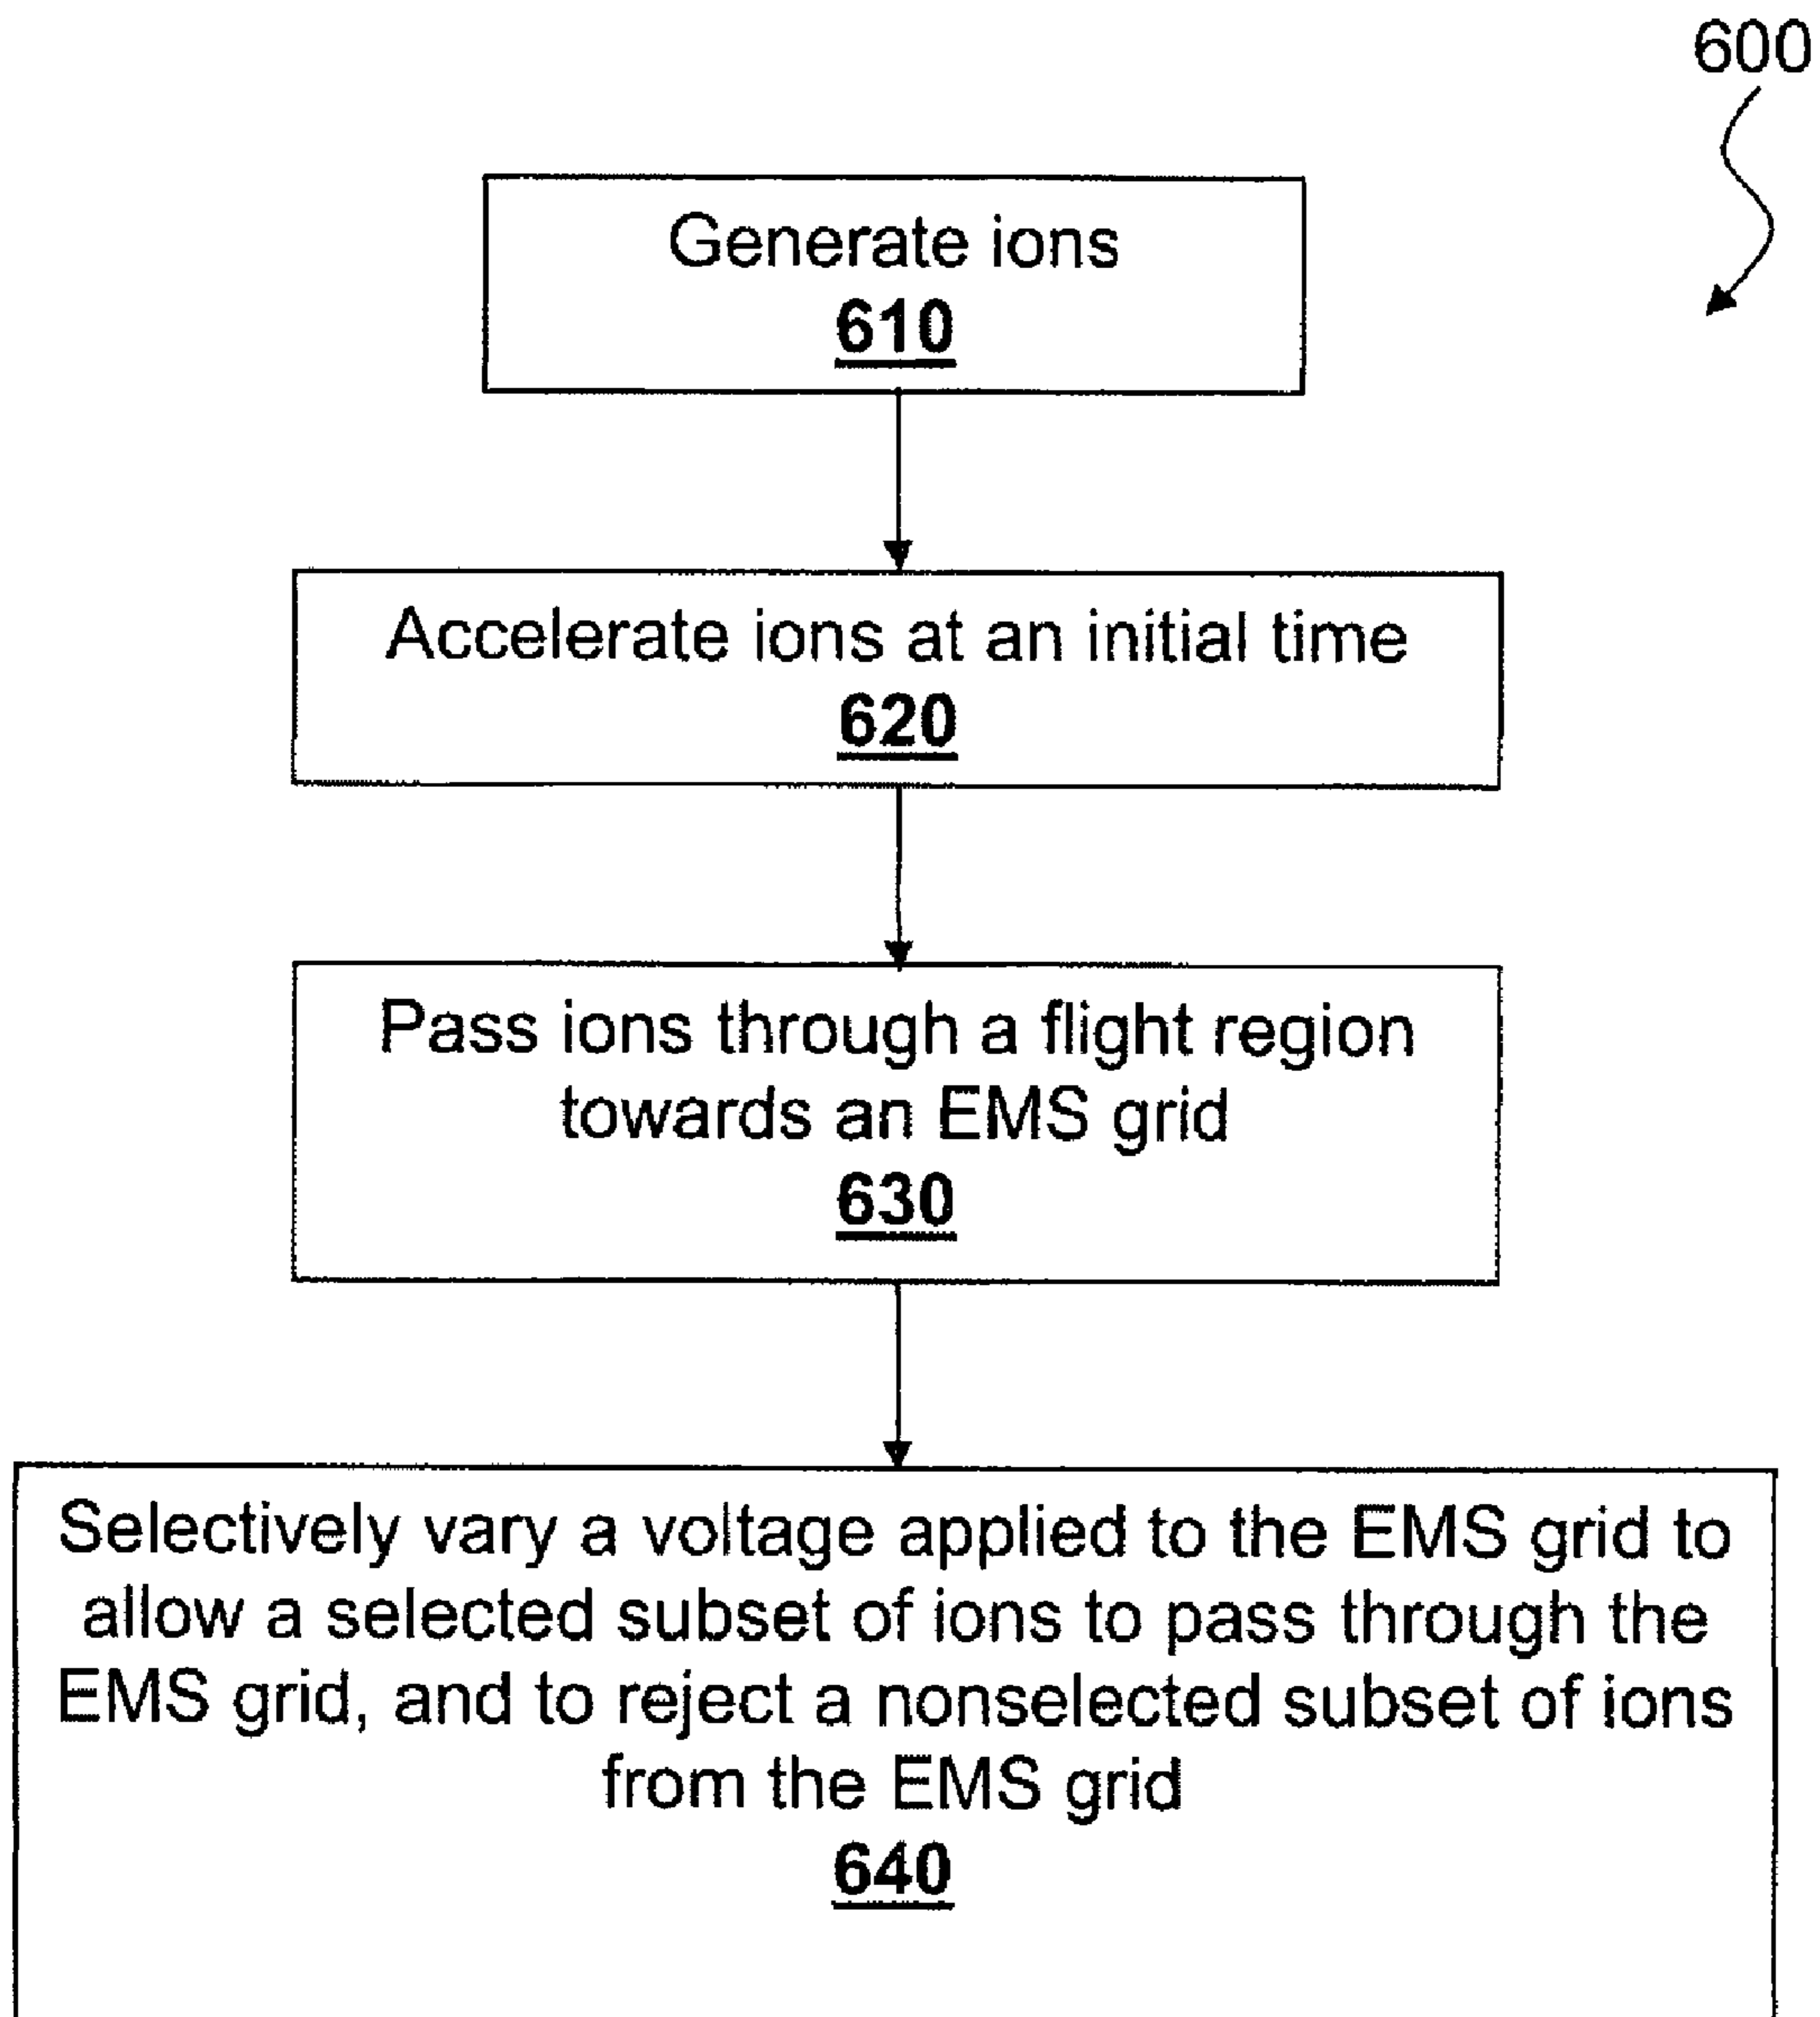 600
Generate ions
610
Accelerate ions at an initial time
620
Pass ions through a flight region
towards an EMS grid
630
Selectively vary a voltage applied to the EMS grid to
allow a selected subset of ions to pass through the
EMS grid, and to reject a nonselected subset of ions
from the EMS grid
640